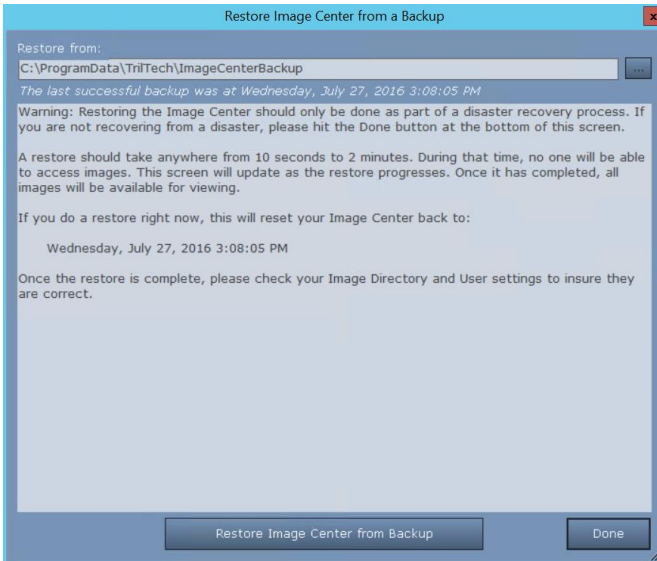 Restore Image Center from a Backup
x
Restore from:
C:\ProgramData\TrilTech\ImageCenterBackup
...
The last successful backup was at Wednesday, July 27, 2016 3:08:05 PM
Warning: Restoring the Image Center should only be done as part of a disaster recovery process. If
you are not recovering from a disaster, please hit the Done button at the bottom of this screen.
A restore should take anywhere from 10 seconds to 2 minutes. During that time, no one will be able
to access images. This screen will update as the restore progresses. Once it has completed, all
images will be available for viewing.
If you do a restore right now, this will reset your Image Center back to:
Wednesday, July 27, 2016 3:08:05 PM
Once the restore is complete, please check your Image Directory and User settings to insure they
are correct.
Restore Image Center from Backup
Done